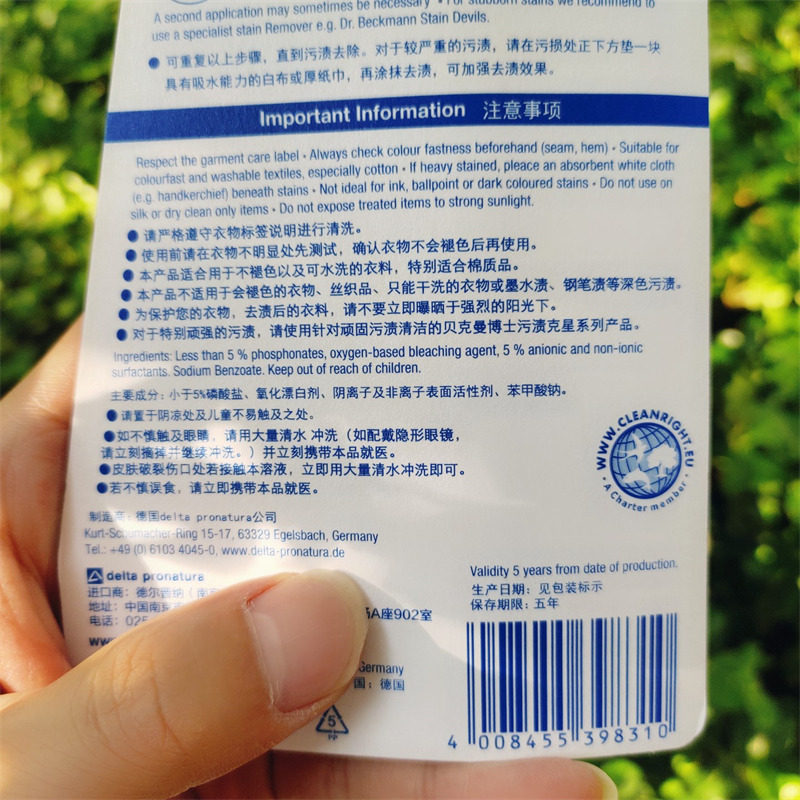 A second application may sometimes be necessary • For stubborn stains we recommend to
use a specialist stain Remover e.g. Dr. Beckmann Stain Devils.
● 可重复以上步骤，直到污渍去除。对于较严重的污渍，请在污损处正下方垫一块
具有吸水能力的白布或厚纸巾，再涂抹去渍，可加强去渍效果。
Important Information 注意事项
Respect the garment care label • Always check colour fastness beforehand (seam, hem) • Suitable for
colourfast and washable textiles, especially cotton • If heavy stained, pleace an absorbent white cloth
(e.g. handkerchief) beneath stains • Not ideal for ink, ballpoint or dark coloured stains • Do not use on
silk or dry clean only items • Do not expose treated items to strong sunlight.
● 请严格遵守衣物标签说明进行清洗。
● 使用前请在衣物不明显处先测试，确认衣物不会褪色后再使用。
● 本产品适合用于不褪色以及可水洗的衣料，特别适合棉质品。
● 本产品不适用于会褪色的衣物、丝织品、只能干洗的衣物或墨水渍、钢笔渍等深色污渍。
● 为保护您的衣物，去渍后的衣料，请不要立即曝晒于强烈的阳光下。
● 对于特别顽强的污渍，请使用针对顽固污渍清洁的贝克曼博士污渍克星系列产品。
Ingredients: Less than 5 % phosphonates, oxygen-based bleaching agent, 5 % anionic and non-ionic
surfactants. Sodium Benzoate. Keep out of reach of children.
主要成分：小于5%磷酸盐、氧化漂白剂、阴离子及非离子表面活性剂、苯甲酸钠。
● 请置于阴凉处及儿童不易触及之处。
● 如不慎触及眼睛，请用大量清水 冲洗（如配戴隐形眼镜，
请立刻摘掉并继续冲洗。）并立刻携带本品就医。
● 皮肤破裂伤口处若接触本溶液，立即用大量清水冲洗即可。
● 若不慎误食，请立即携带本品就医。
WWW.CLEANRIGHT.EU
• A Charter member •
制造商：德国delta pronatura公司
Kurt-Schumacher-Ring 15-17, 63329 Egelsbach, Germany
Tel.: +49 (0) 6103 4045-0, www.delta-pronatura.de
delta pronatura
进口商：德尔普纳（南
地址：中国南京 A座902室
电话：025
www
Germany
国：德国
5
PP
Validity 5 years from date of production.
生产日期：见包装标示
保存期限：五年
4 008455 398310